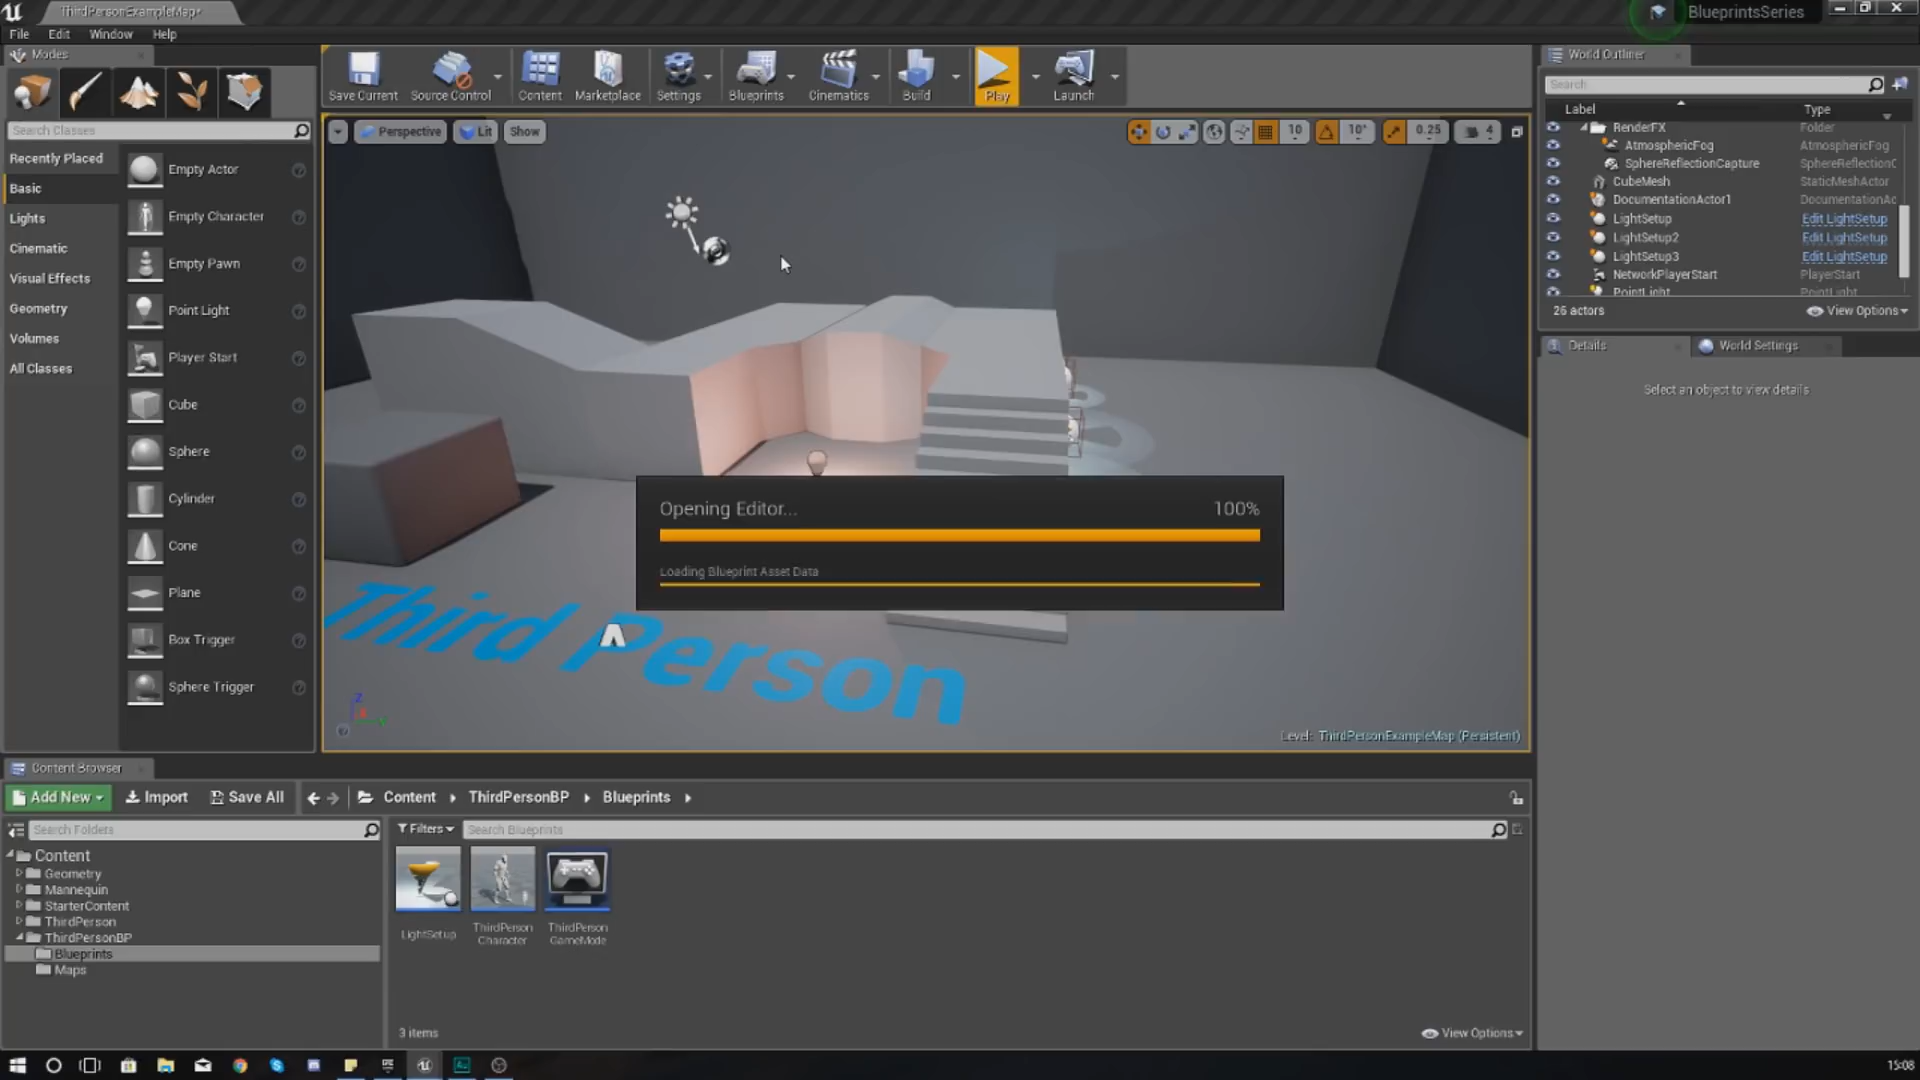 ThirdPersonExampleMap*
BlueprintsSeries
File Edit Window Help
Modes
Search Classes
Recently Placed
Basic
Lights
Cinematic
Visual Effects
Geometry
Volumes
All Classes
Empty Actor
Empty Character
Empty Pawn
Point Light
Player Start
Cube
Sphere
Cylinder
Cone
Plane
Box Trigger
Sphere Trigger
Save Current Source Control Content Marketplace Settings Blueprints Cinematics Build Play Launch
Perspective Lit Show
10 10° 0.25 4
Opening Editor... 100%
Loading Blueprint Asset Data
Third Person
Level: ThirdPersonExampleMap (Persistent)
World Outliner
Search
Label Type
RenderFX Folder
AtmosphericFog AtmosphericFog
SphereReflectionCapture SphereReflectionC
CubeMesh StaticMeshActor
DocumentationActor1 DocumentationAc
LightSetup Edit LightSetup
LightSetup2 Edit LightSetup
LightSetup3 Edit LightSetup
NetworkPlayerStart PlayerStart
PointLight PointLight
26 actors View Options
Details World Settings
Select an object to view details
Content Browser
Add New Import Save All Content ThirdPersonBP Blueprints
Search Folders
Filters Search Blueprints
Content
Geometry
Mannequin
StarterContent
ThirdPerson
ThirdPersonBP
Blueprints
Maps
LightSetup
ThirdPerson
Character
ThirdPerson
GameMode
3 items View Options
15:08